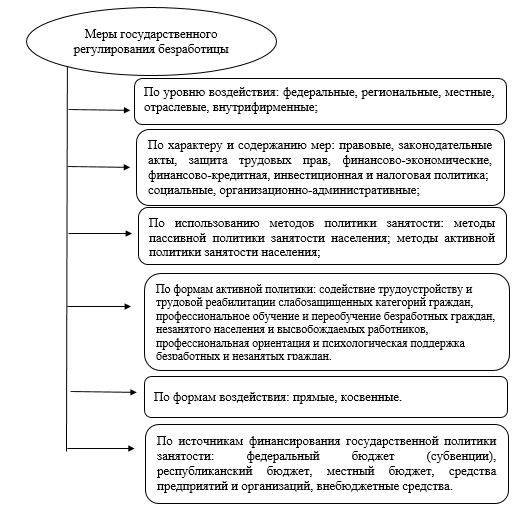 Меры государственного
регулирования безработицы
По уровню воздействия: федеральные, региональные, местные,
отраслевые, внутрифирменные;
По характеру и содержанию мер: правовые, законодательные
акты, защита трудовых прав, финансово-экономические,
финансово-кредитная, инвестиционная и налоговая политика;
социальные, организационно-административные;
По использованию методов политики занятости: методы
пассивной политики занятости населения; методы активной
политики занятости населения;
По формам активной политики: содействие трудоустройству и
трудовой реабилитации слабозащищенных категорий граждан,
профессиональное обучение и переобучение безработных граждан,
незанятого населения и высвобождаемых работников,
профессиональная ориентация и психологическая поддержка
безработных и незанятых граждан.
По формам воздействия: прямые, косвенные.
По источникам финансирования государственной политики
занятости: федеральный бюджет (субвенции),
республиканский бюджет, местный бюджет, средства
предприятий и организаций, внебюджетные средства.